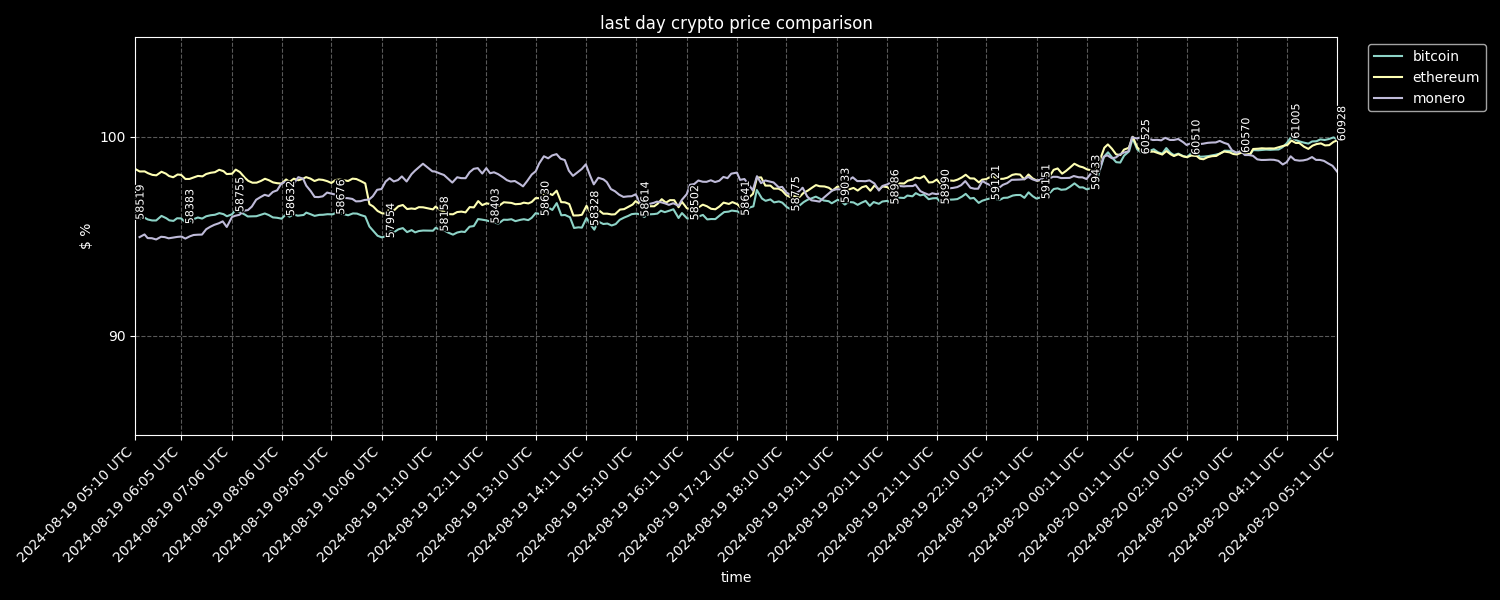 last day crypto price comparison
bitcoin
ethereum
monero
100
90
$ %
58519
58383
58755
58632
58676
57954
58158
58403
58630
58328
58614
58502
58641
58775
59033
58986
58990
59121
59151
59433
60525
60510
60570
61005
60928
2024-08-19 05:10 UTC
2024-08-19 06:05 UTC
2024-08-19 07:06 UTC
2024-08-19 08:06 UTC
2024-08-19 09:05 UTC
2024-08-19 10:06 UTC
2024-08-19 11:10 UTC
2024-08-19 12:11 UTC
2024-08-19 13:10 UTC
2024-08-19 14:11 UTC
2024-08-19 15:10 UTC
2024-08-19 16:11 UTC
2024-08-19 17:12 UTC
2024-08-19 18:10 UTC
2024-08-19 19:11 UTC
2024-08-19 20:11 UTC
2024-08-19 21:11 UTC
2024-08-19 22:10 UTC
2024-08-19 23:11 UTC
2024-08-20 00:11 UTC
2024-08-20 01:11 UTC
2024-08-20 02:10 UTC
2024-08-20 03:10 UTC
2024-08-20 04:11 UTC
2024-08-20 05:11 UTC
time